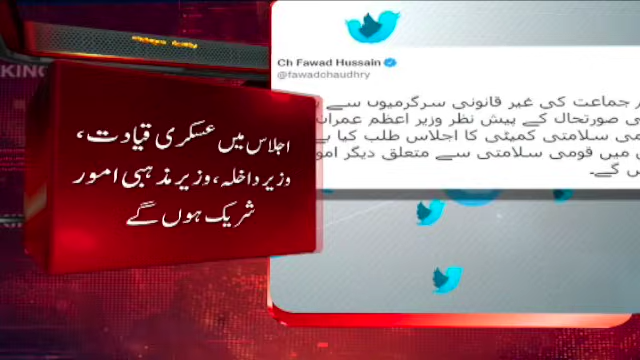 KING
Ch Fawad Hussain
@fawadchaudhry
جماعت کی غیر قانونی سرگرمیوں سے
صورتحال کے پیش نظر وزیر اعظم عمران
سلامتی کمیٹی کا اجلاس طلب کیا
میں قومی سلامتی سے متعلق دیگر
گے۔
اجلاس میں عسکری قیادت،
وزیر داخلہ، وزیر مذہبی امور
شریک ہوں گے